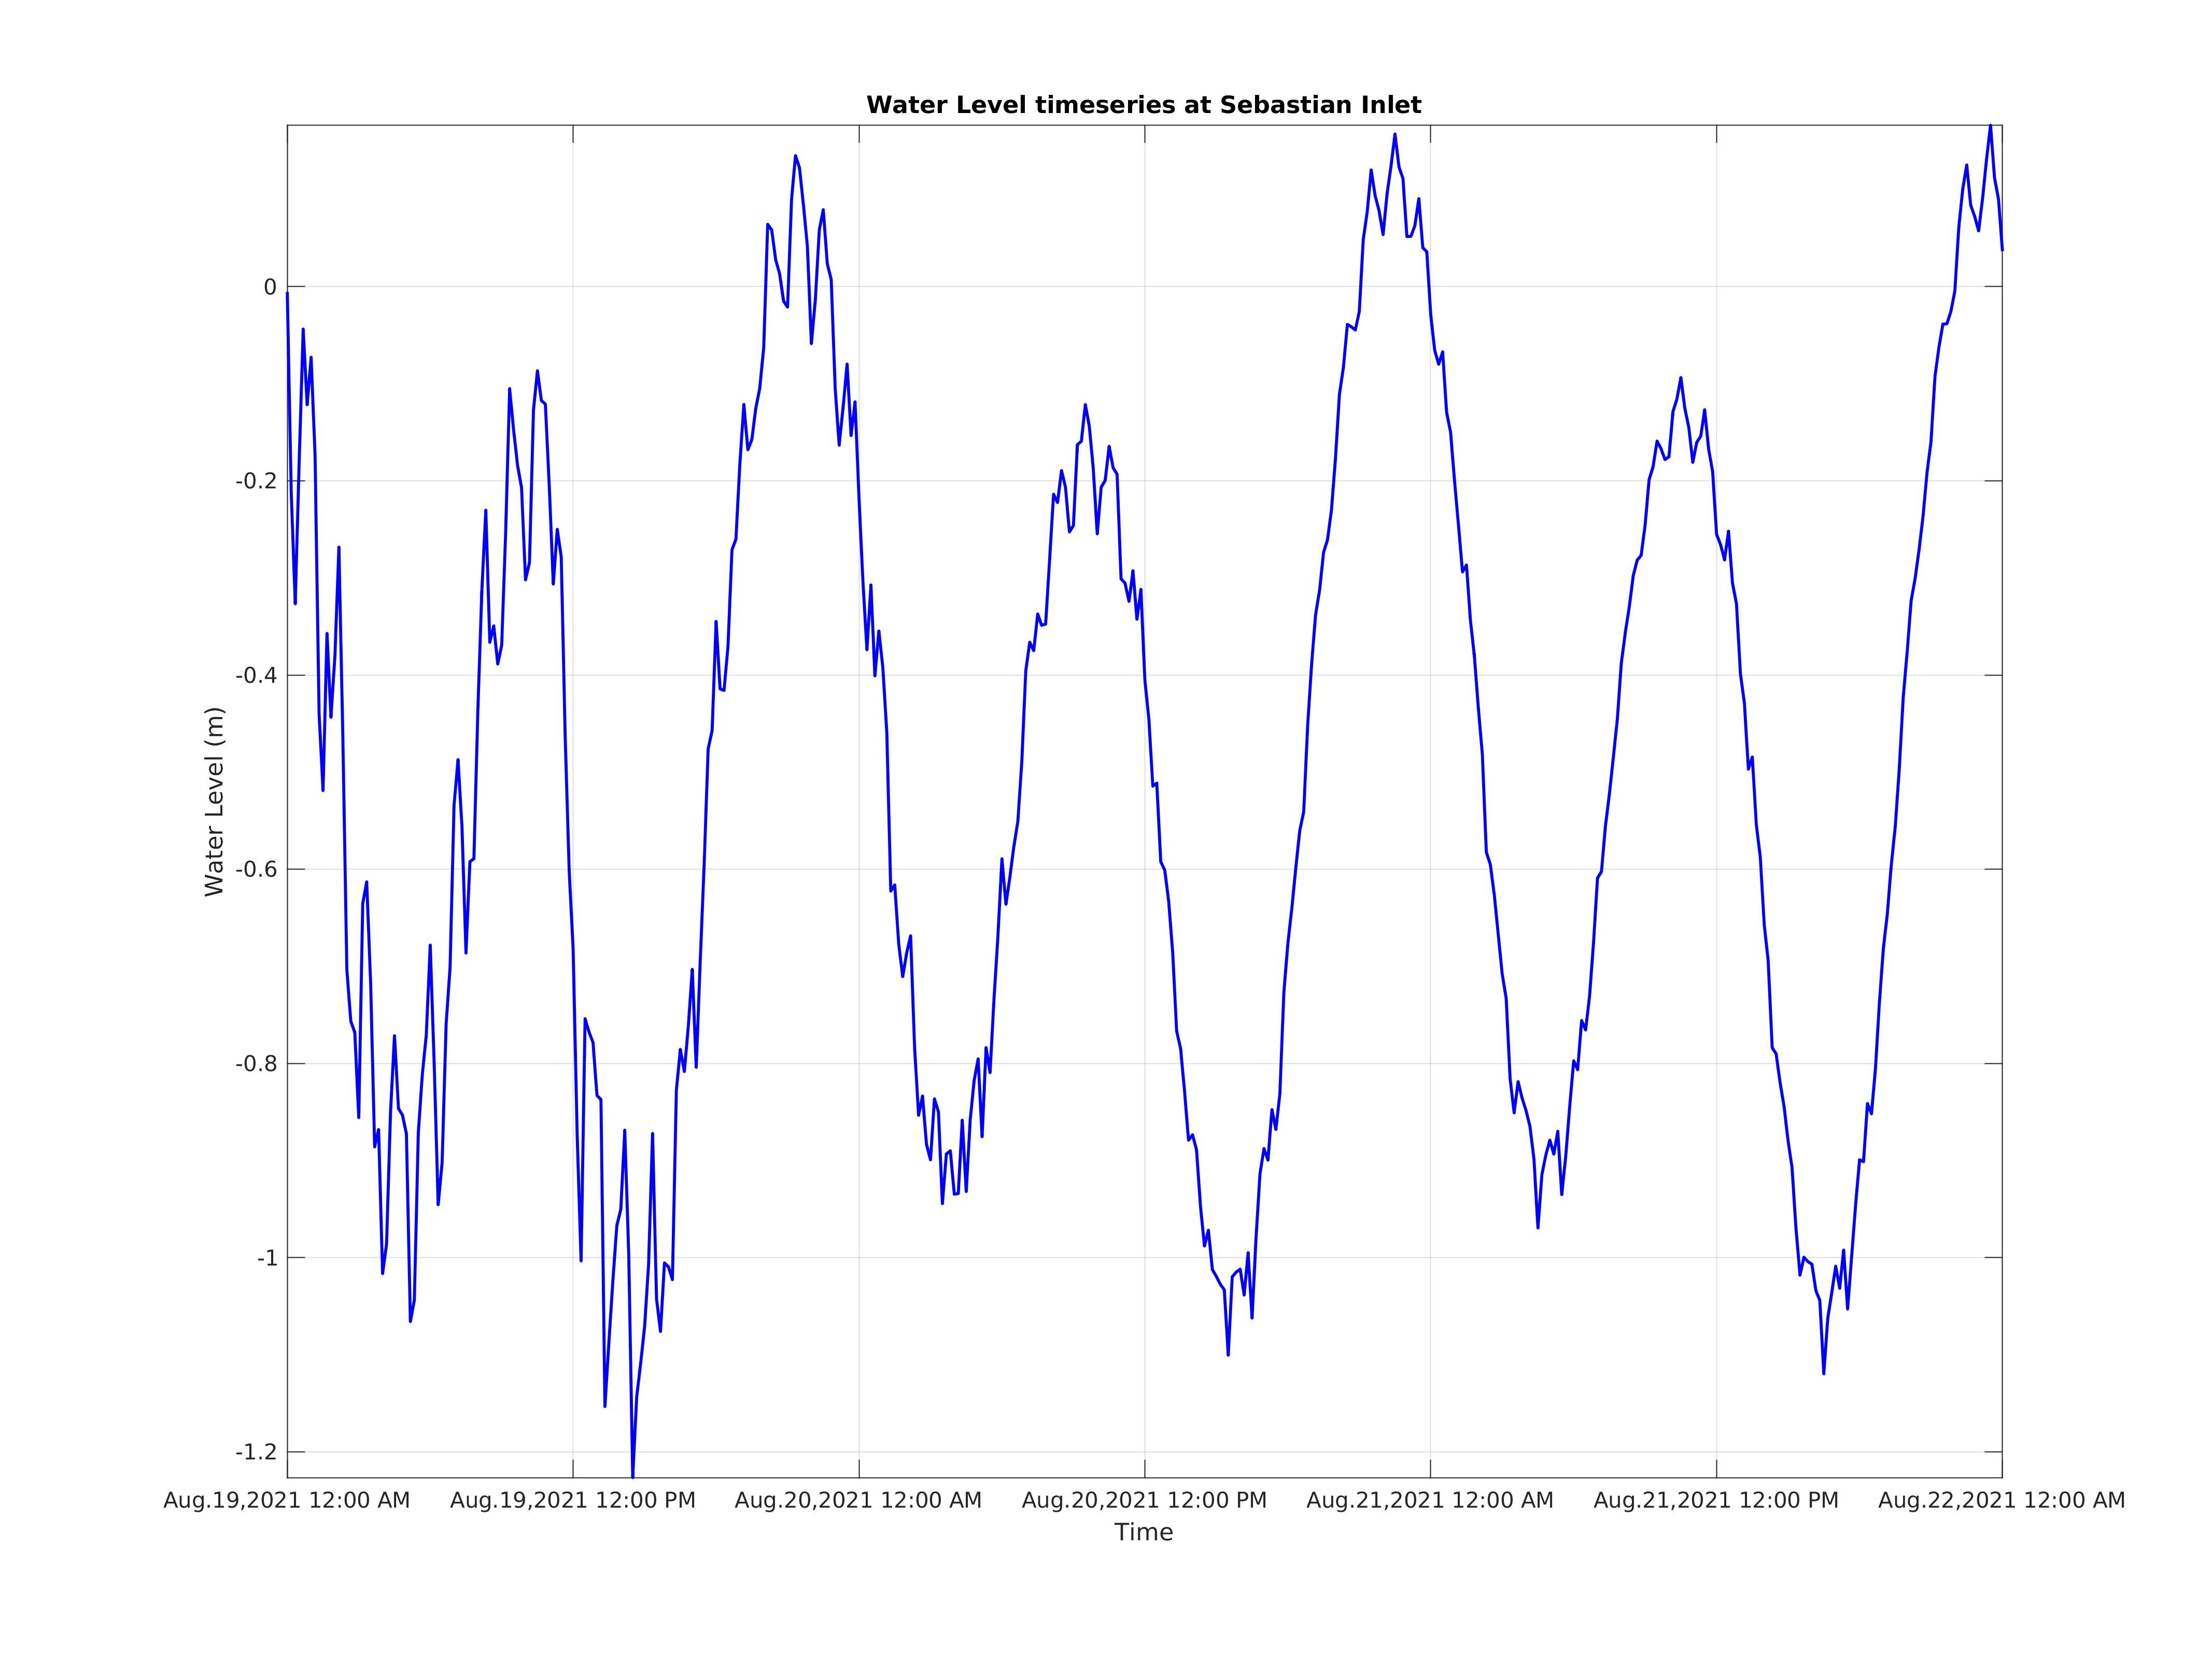 Water Level timeseries at Sebastian Inlet
0
-0.2
-0.4
-0.6
-0.8
-1
-1.2
Water Level (m)
Aug.19,2021 12:00 AM Aug.19,2021 12:00 PM Aug.20,2021 12:00 AM Aug.20,2021 12:00 PM Aug.21,2021 12:00 AM Aug.21,2021 12:00 PM Aug.22,2021 12:00 AM
Time